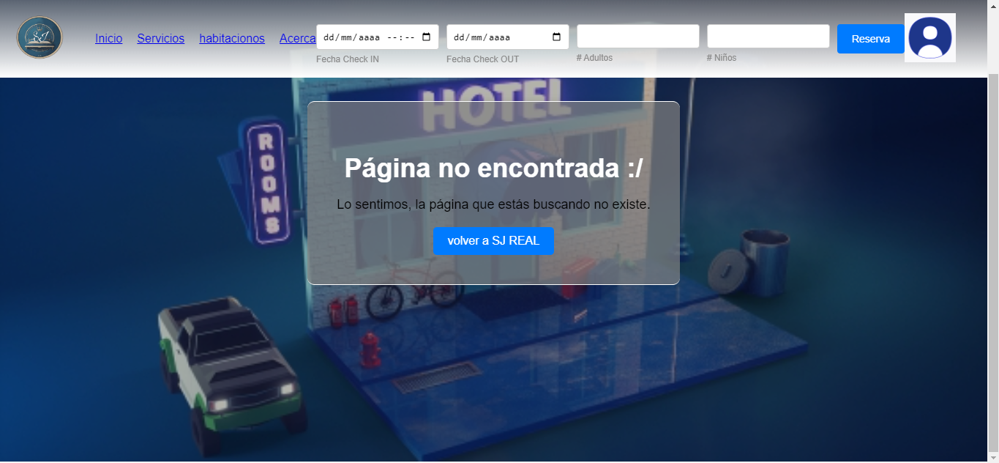 SJ
Inicio Servicios habitacionos Acerca dd/mm/aaaa --:-- dd/mm/aaaa Reserva
Fecha Check IN Fecha Check OUT # Adultos # Niños
HOTEL
ROOMS
Página no encontrada :/
Lo sentimos, la página que estás buscando no existe.
volver a SJ REAL